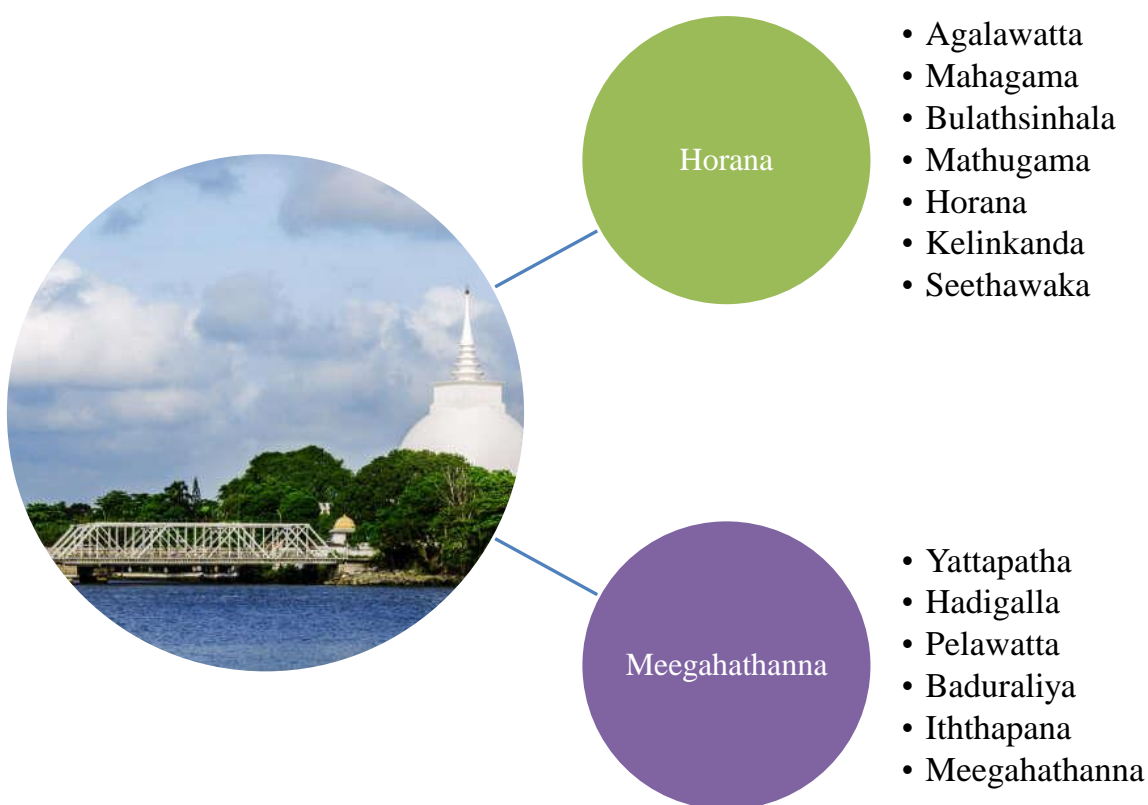 Horana
• Agalawatta
• Mahagama
• Bulathsinhala
• Mathugama
• Horana
• Kelinkanda
• Seethawaka
Meegahathanna
• Yattapatha
• Hadigalla
• Pelawatta
• Baduraliya
• Iththapana
• Meegahathanna